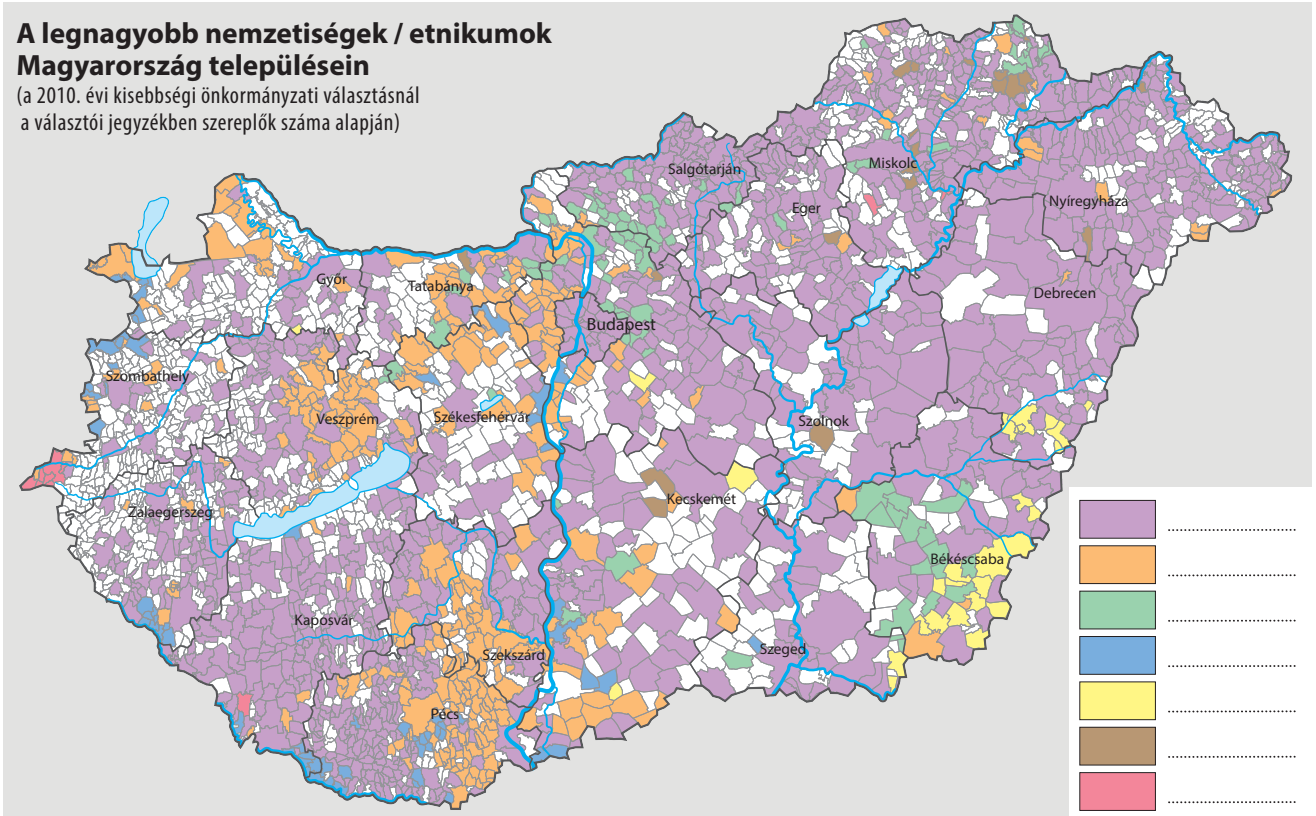 A legnagyobb nemzetiségek / etnikumok
Magyarország településein
(a 2010. évi kisebbségi önkormányzati választásnál
a választói jegyzékben szereplők száma alapján)
Salgótarján
Miskolc
Eger
Nyíregyháza
Győr
Tatabánya
Debrecen
Budapest
Szombathely
Veszprém
Székesfehérvár
Szolnok
Kecskemét
Zalaegerszeg
Békéscsaba
Kaposvár
Szekszárd
Szeged
Pécs
..............................
..............................
..............................
..............................
..............................
..............................
..............................